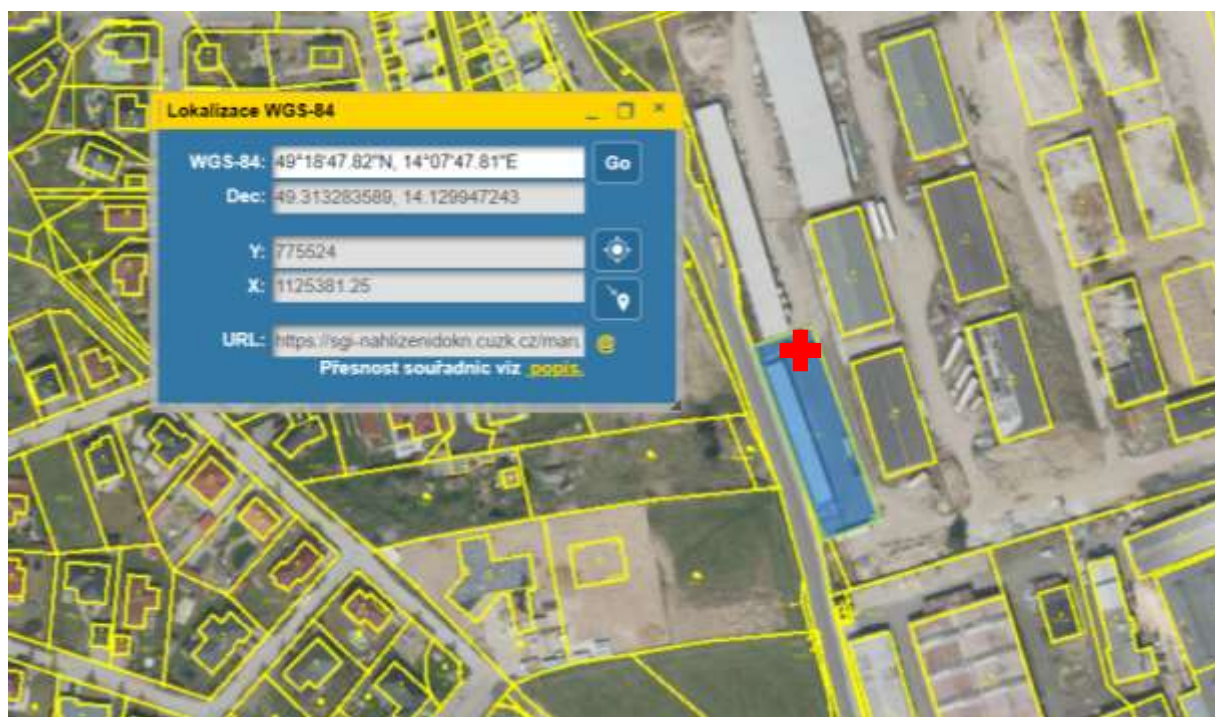 Lokalizace WGS-84
WGS-84: 49°18'47.82"N, 14°07'47.81"E Go
Dec: 49.313283589, 14.129947243
Y: 775524
X: 1125381.25
URL: https://sgi-nahlizenidokn.cuzk.cz/mar
Přesnost souřadnic viz popis.